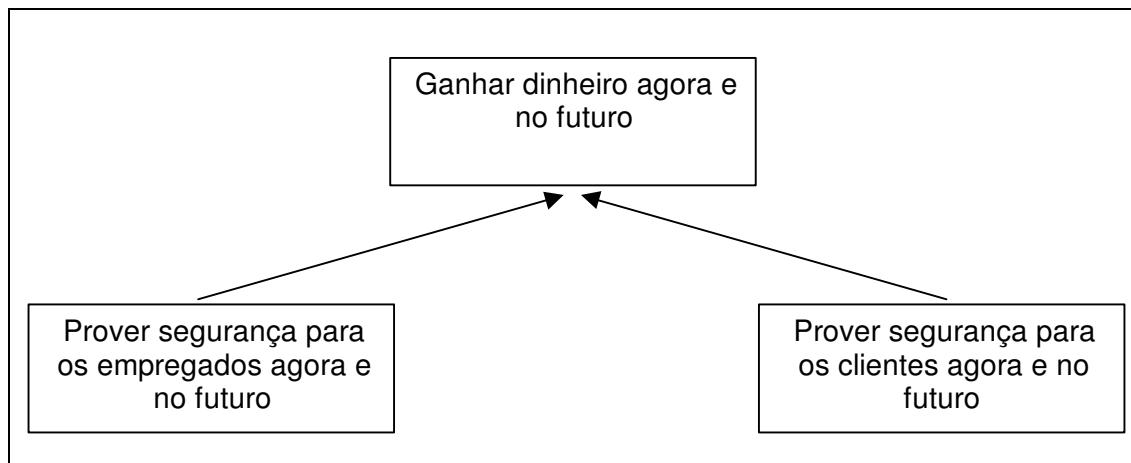 Ganhar dinheiro agora e
no futuro
Prover segurança para
os empregados agora e
no futuro
Prover segurança para
os clientes agora e no
futuro